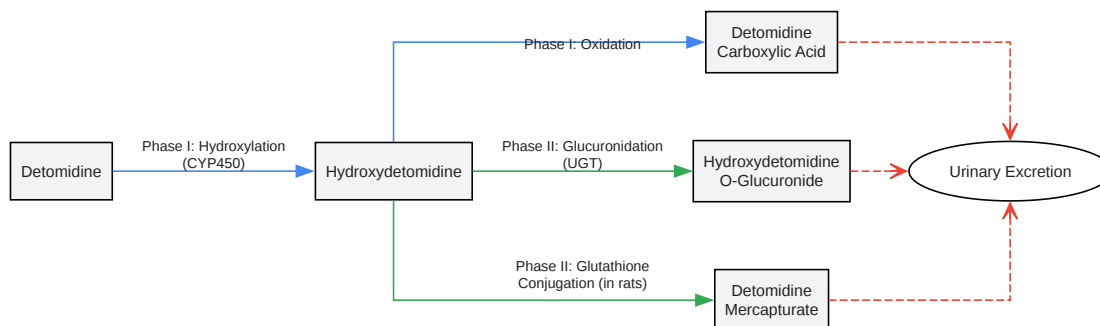 Detomidine
Carboxylic Acid
Phase I: Oxidation
Phase I: Hydroxylation
(CYP450)
Phase II: Glucuronidation
(UGT)
Detomidine
Hydroxydetomidine
Hydroxydetomidine
O-Glucuronide
Urinary Excretion
Phase II: Glutathione
Conjugation (in rats)
Detomidine
Mercapturate